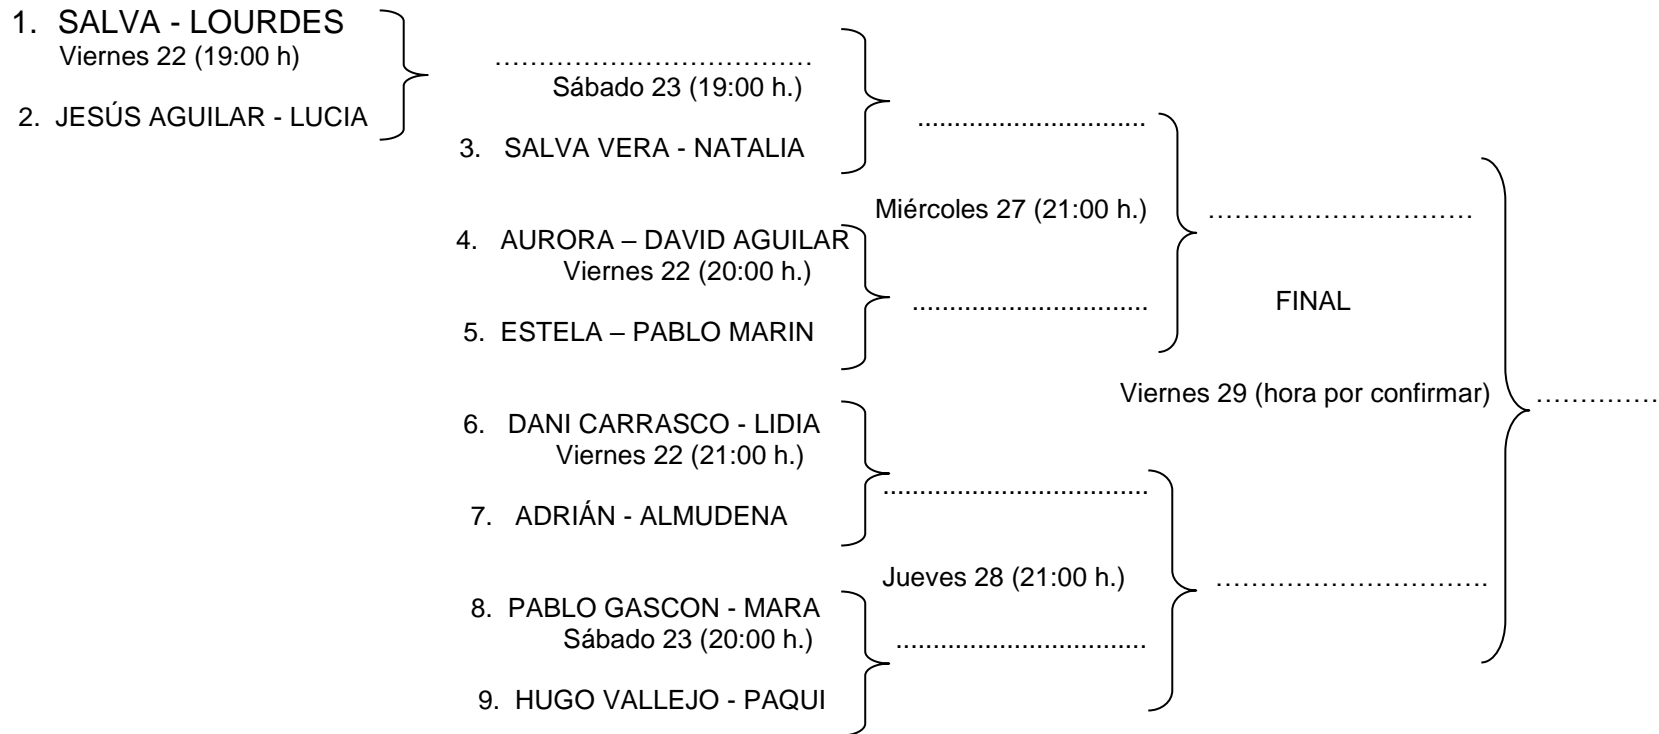 1. SALVA - LOURDES
Viernes 22 (19:00 h)
2. JESÚS AGUILAR - LUCIA
....................................
Sábado 23 (19:00 h.)
3. SALVA VERA - NATALIA
...............................
Miércoles 27 (21:00 h.)
4. AURORA – DAVID AGUILAR
Viernes 22 (20:00 h.)
5. ESTELA – PABLO MARIN
................................
..............................
FINAL
Viernes 29 (hora por confirmar)
..............
6. DANI CARRASCO - LIDIA
Viernes 22 (21:00 h.)
7. ADRIÁN - ALMUDENA
....................................
Jueves 28 (21:00 h.)
...............................
8. PABLO GASCON - MARA
Sábado 23 (20:00 h.)
9. HUGO VALLEJO - PAQUI
..................................